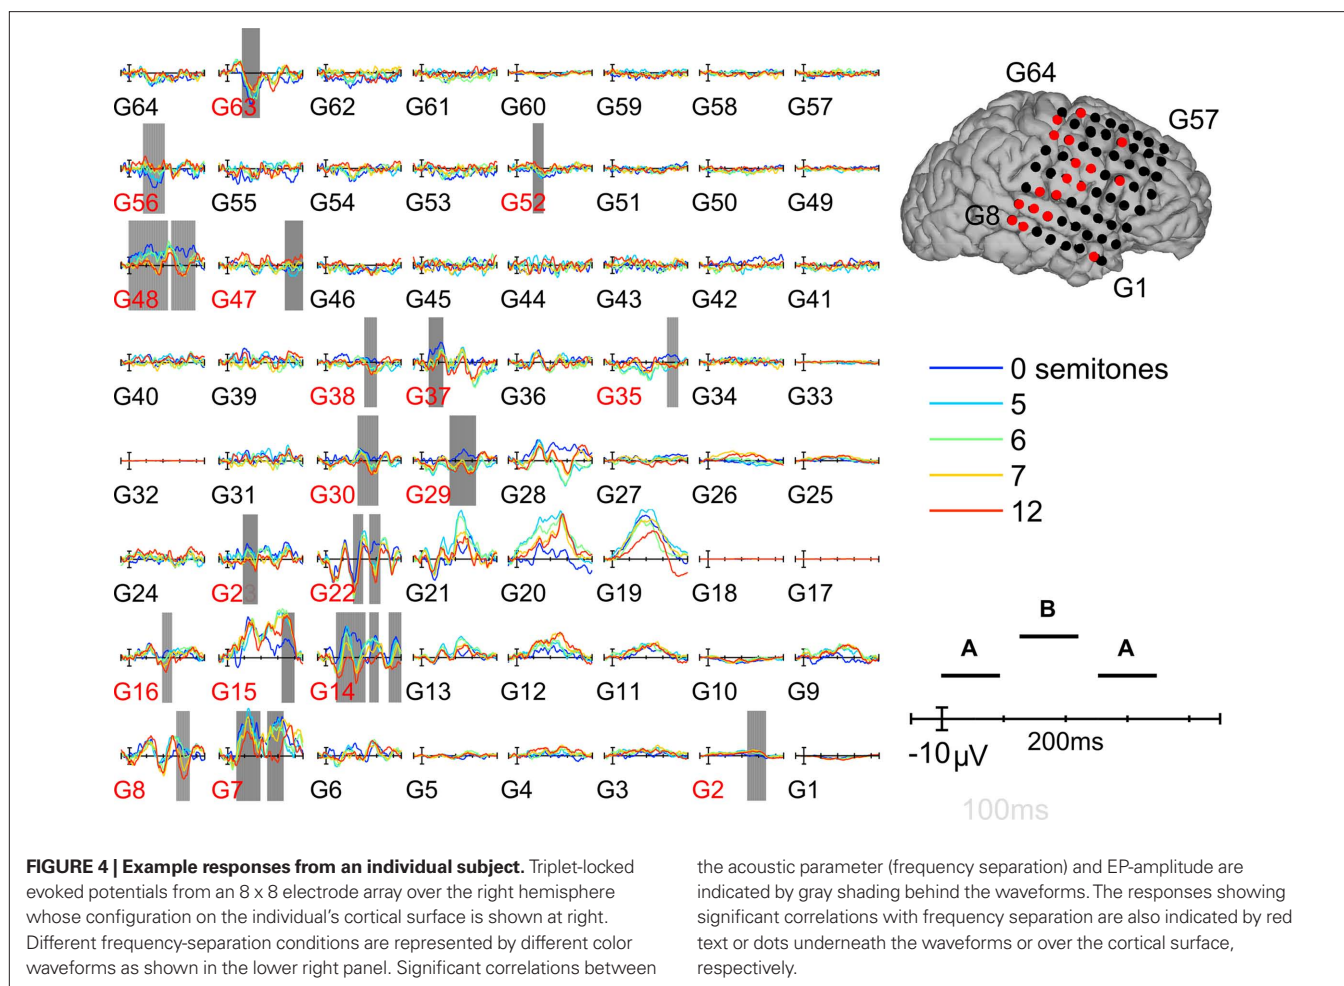 G64 G63 G62 G61 G60 G59 G58 G57
G56 G55 G54 G53 G52 G51 G50 G49
G48 G47 G46 G45 G44 G43 G42 G41
G40 G39 G38 G37 G36 G35 G34 G33
G32 G31 G30 G29 G28 G27 G26 G25
G24 G23 G22 G21 G20 G19 G18 G17
G16 G15 G14 G13 G12 G11 G10 G9
G8 G7 G6 G5 G4 G3 G2 G1
G64
G57
G8
G1
0 semitones
5
6
7
12
B
A A
200ms
-10 µV
100ms
FIGURE 4 | Example responses from an individual subject. Triplet-locked
evoked potentials from an 8 x 8 electrode array over the right hemisphere
whose configuration on the individual's cortical surface is shown at right.
Different frequency-separation conditions are represented by different color
waveforms as shown in the lower right panel. Significant correlations between
the acoustic parameter (frequency separation) and EP-amplitude are
indicated by gray shading behind the waveforms. The responses showing
significant correlations with frequency separation are also indicated by red
text or dots underneath the waveforms or over the cortical surface,
respectively.